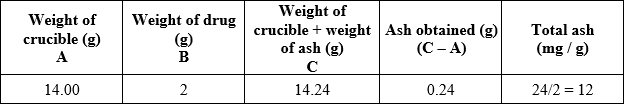 Weight of crucible (g) A
Weight of drug (g) B
Weight of crucible + weight of ash (g) C
Ash obtained (g) (C – A)
Total ash (mg / g)
14.00
2
14.24
0.24
24/2 = 12